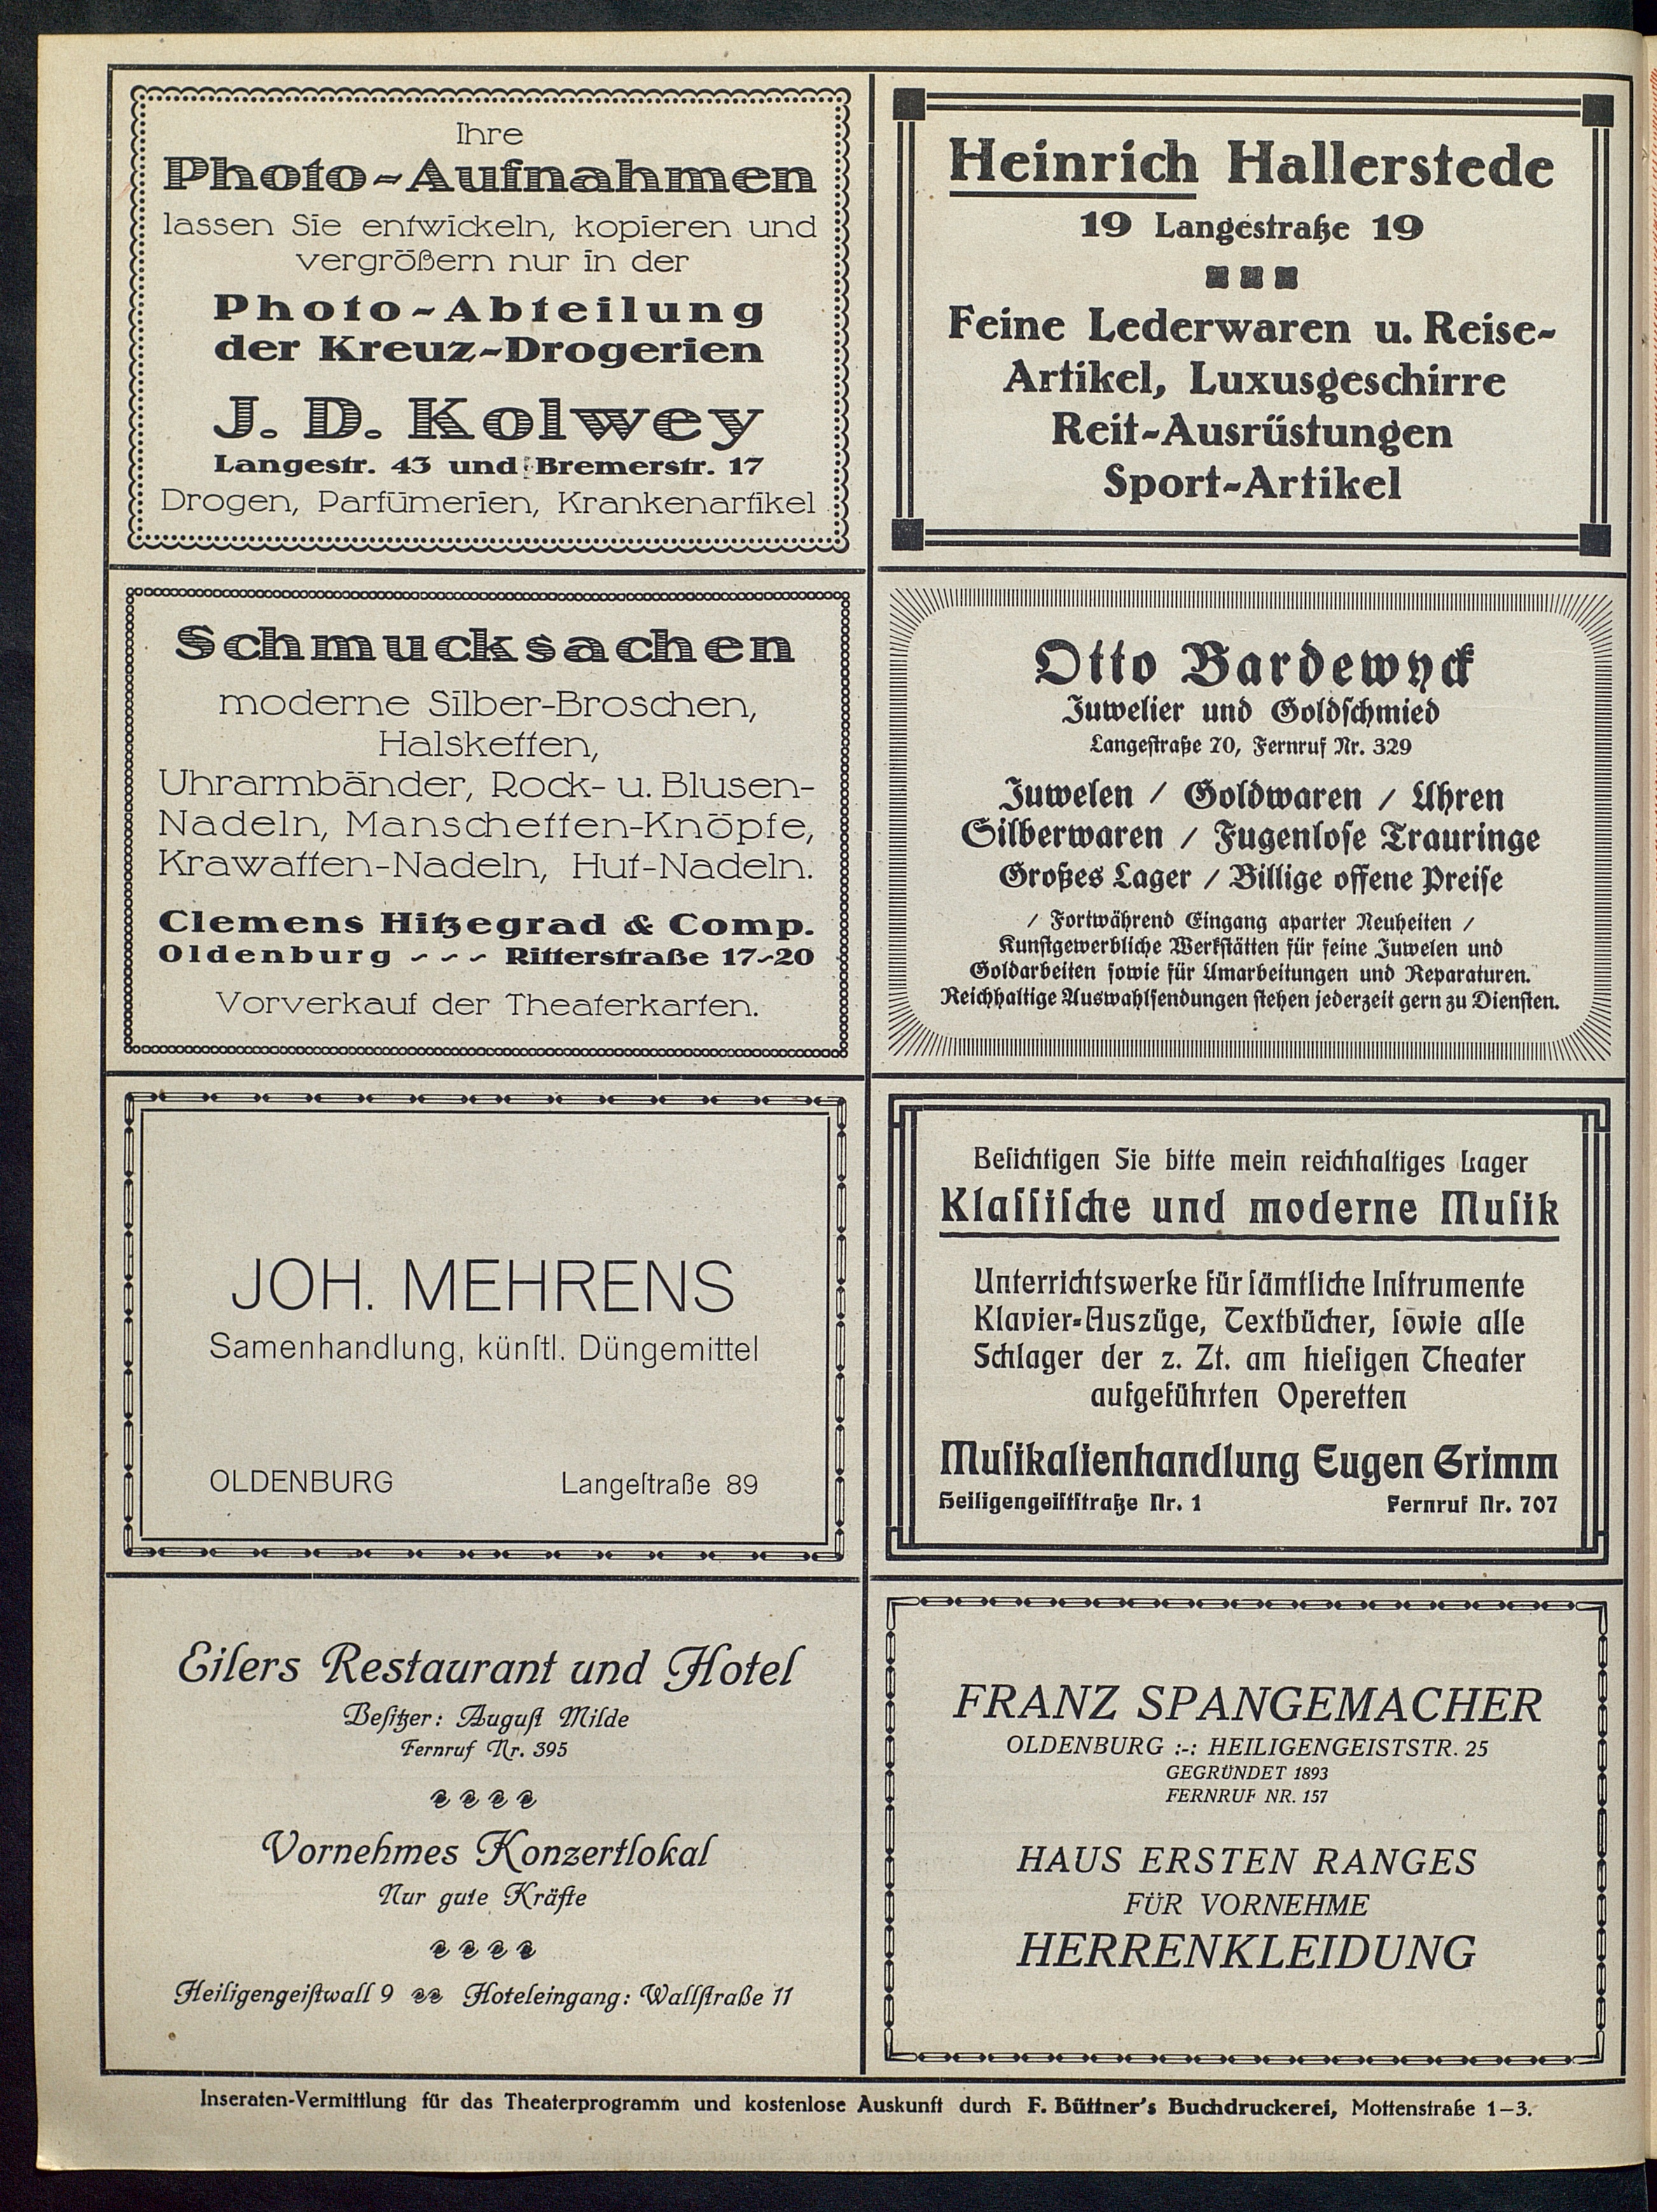 Ihre
Photo-Aufnahmen
lassen Sie entwickeln, kopieren und
vergrößern nur in der
Photo-Abteilung
der Kreuz-Drogerien
J. D. Kolwey
Langestr. 43 und Bremerstr. 17
Drogen, Parfümerien, Krankenartikel
Heinrich Hallerstede
19 Langestraße 19
Feine Lederwaren u. Reise-
Artikel, Luxusgeschirre
Reit-Ausrüstungen
Sport-Artikel
Schmucksachen
moderne Silber-Broschen,
Halsketten,
Uhrarmbänder, Rock- u. Blusen-
Nadeln, Manschetten-Knöpfe,
Krawatten-Nadeln, Hut-Nadeln.
Clemens Hitzegrad & Comp.
Oldenburg - - - Ritterstraße 17-20
Vorverkauf der Theaterkarten.
Otto Bardewyck
Juwelier und Goldſchmied
Langeſtraße 70, Fernruf Nr. 329
Juwelen / Goldwaren / Uhren
Silberwaren / Fugenloſe Trauringe
Großes Lager / Billige offene Preiſe
/ Fortwährend Eingang aparter Neuheiten /
Kunſtgewerbliche Werkſtätten für feine Juwelen und
Goldarbeiten ſowie für Umarbeitungen und Reparaturen.
Reichhaltige Auswahlſendungen ſtehen jederzeit gern zu Dienſten.
JOH. MEHRENS
Samenhandlung, künſtl. Düngemittel
OLDENBURG Langeſtraße 89
Beſichtigen Sie bitte mein reichhaltiges Lager
Klaſſiſche und moderne Muſik
Unterrichtswerke für ſämtliche Inſtrumente
Klavier-Auszüge, Textbücher, ſowie alle
Schlager der z. Zt. am hieſigen Theater
aufgeführten Operetten
Muſikalienhandlung Eugen Grimm
Heiligengeiſtſtraße Nr. 1 Fernruf Nr. 707
Eilers Restaurant und Hotel
Beſitzer: Auguſt Milde
Fernruf Nr. 395
Vornehmes Konzertlokal
Nur gute Kräfte
Heiligengeiſtwall 9 Hoteleingang: Wallſtraße 11
FRANZ SPANGEMACHER
OLDENBURG :-: HEILIGENGEISTSTR. 25
GEGRÜNDET 1893
FERNRUF NR. 157
HAUS ERSTEN RANGES
FÜR VORNEHME
HERRENKLEIDUNG
Inseraten-Vermittlung für das Theaterprogramm und kostenlose Auskunft durch F. Büttner's Buchdruckerei, Mottenstraße 1–3.